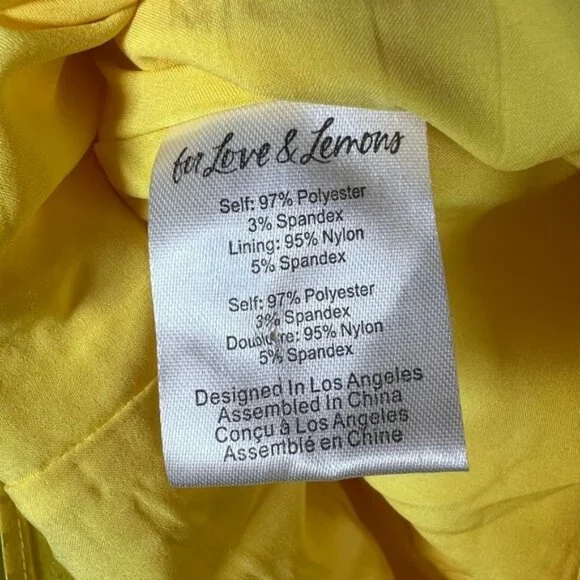 for Love & Lemons
Self: 97% Polyester
3% Spandex
Lining: 95% Nylon
5% Spandex
Self: 97% Polyester
3% Spandex
Doublure: 95% Nylon
5% Spandex
Designed In Los Angeles
Assembled In China
Conçu à Los Angeles
Assemblé en Chine